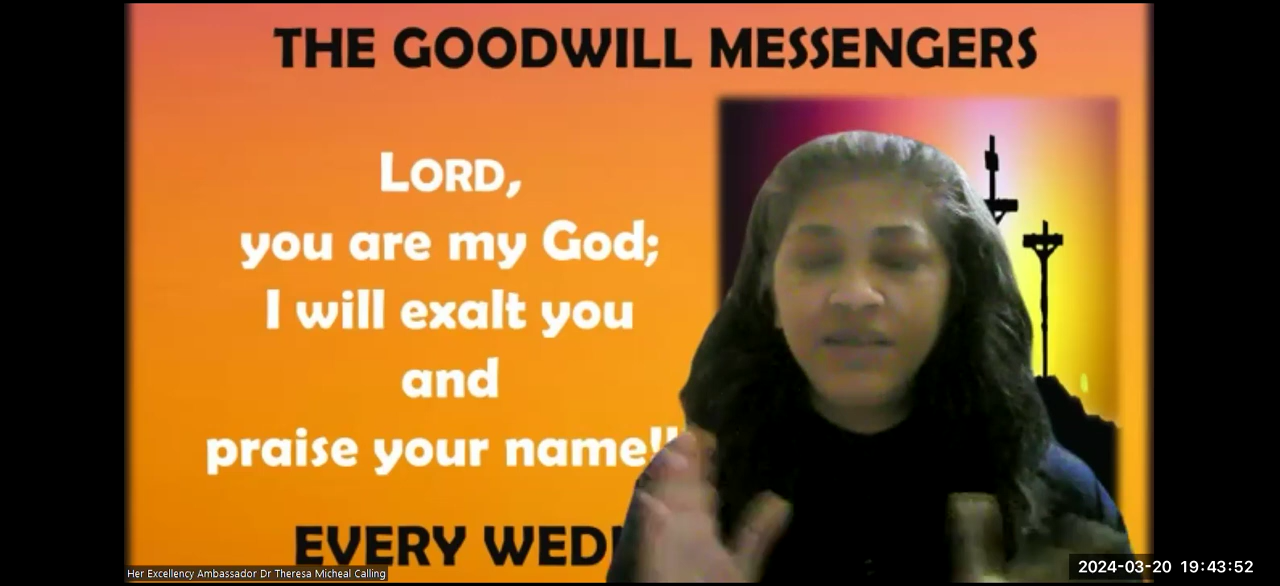 THE GOODWILL MESSENGERS
LORD,
you are my God;
I will exalt you
and
praise your name!!
EVERY WED
Her Excellency Ambassador Dr Theresa Micheal Calling
2024-03-20 19:43:52